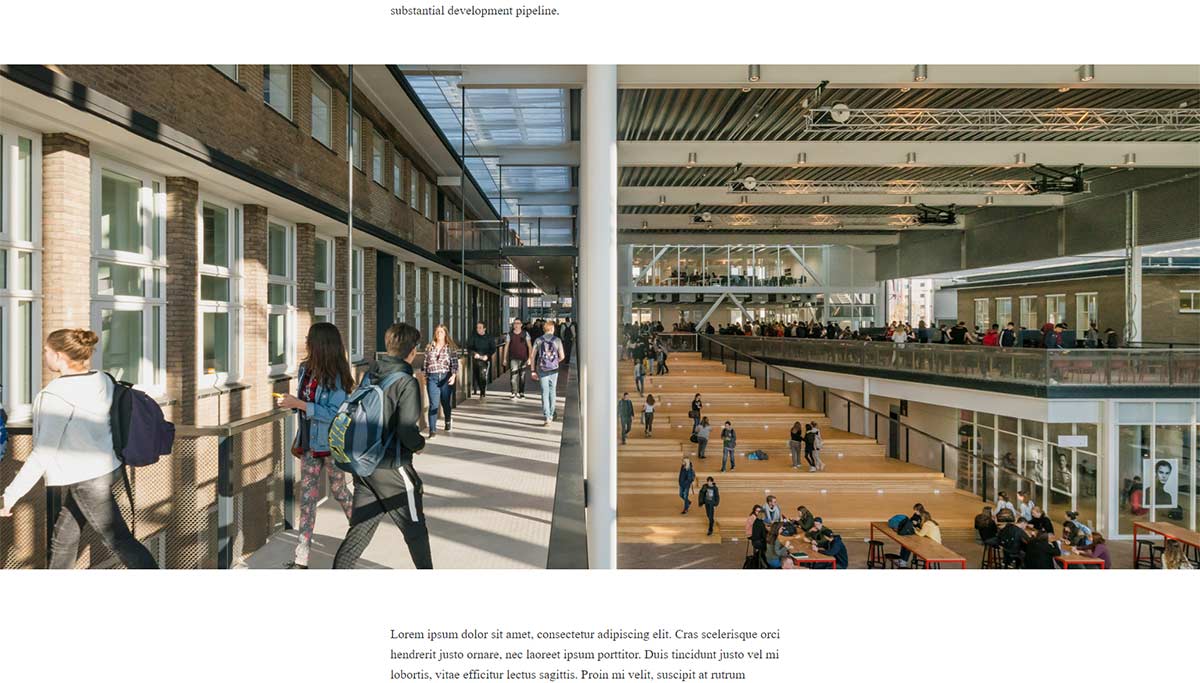 substantial development pipeline.
Lorem ipsum dolor sit amet, consectetur adipiscing elit. Cras scelerisque orci
hendrerit justo ornare, nec laoreet ipsum porttitor. Duis tincidunt justo vel mi
lobortis, vitae efficitur lectus sagittis. Proin mi velit, suscipit at rutrum